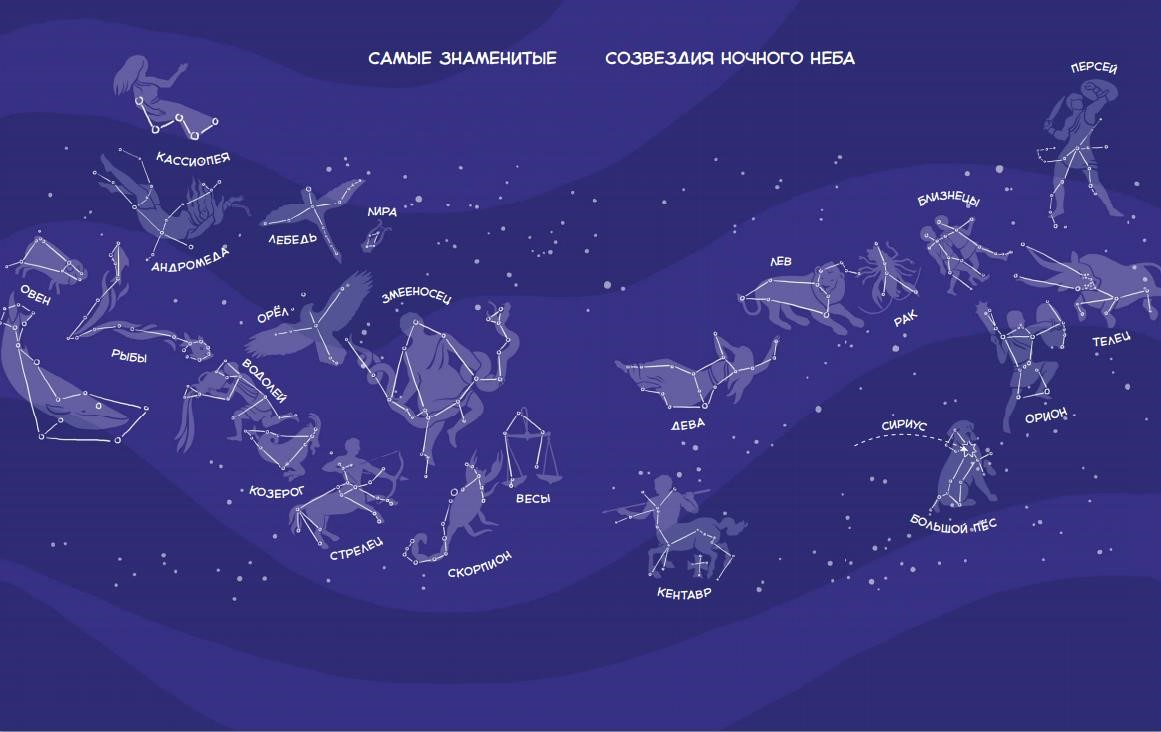 САМЫЕ ЗНАМЕНИТЫЕ СОЗВЕЗДИЯ НОЧНОГО НЕБА
ПЕРСЕЙ
КАССИОПЕЯ
БЛИЗНЕЦЫ
ЛИРА
ЛЕБЕДЬ
АНДРОМЕДА
ЛЕВ
ОВЕН
ЗМЕЕНОСЕЦ
ОРЁЛ
РАК
ТЕЛЕЦ
РЫБЫ
ВОДОЛЕЙ
ОРИОН
ДЕВА
СИРИУС
КОЗЕРОГ
ВЕСЫ
БОЛЬШОЙ ПЕС
СТРЕЛЕЦ
СКОРПИОН
КЕНТАВР